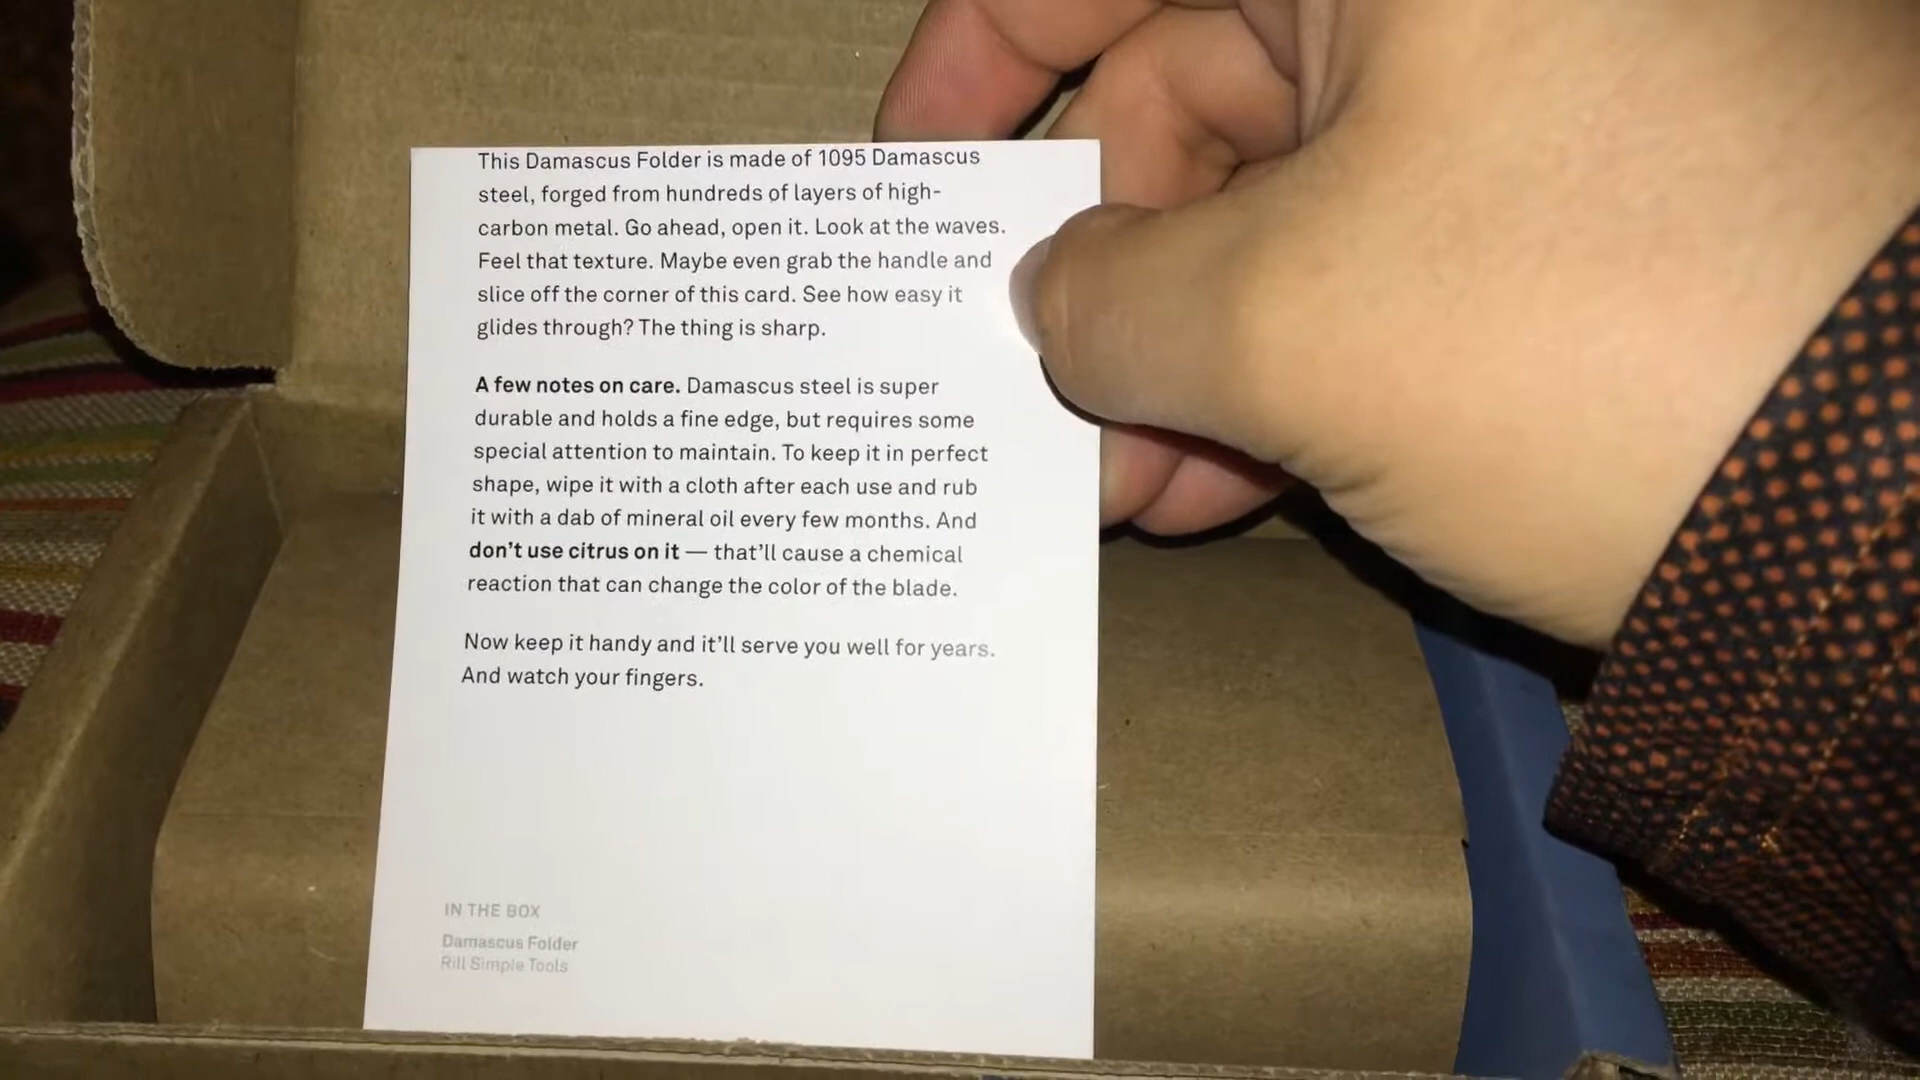 This Damascus Folder is made of 1095 Damascus
steel, forged from hundreds of layers of high-
carbon metal. Go ahead, open it. Look at the waves.
Feel that texture. Maybe even grab the handle and
slice off the corner of this card. See how easy it
glides through? The thing is sharp.
A few notes on care. Damascus steel is super
durable and holds a fine edge, but requires some
special attention to maintain. To keep it in perfect
shape, wipe it with a cloth after each use and rub
it with a dab of mineral oil every few months. And
don't use citrus on it — that'll cause a chemical
reaction that can change the color of the blade.
Now keep it handy and it'll serve you well for years.
And watch your fingers.
IN THE BOX
Damascus Folder
Rill Simple Tools